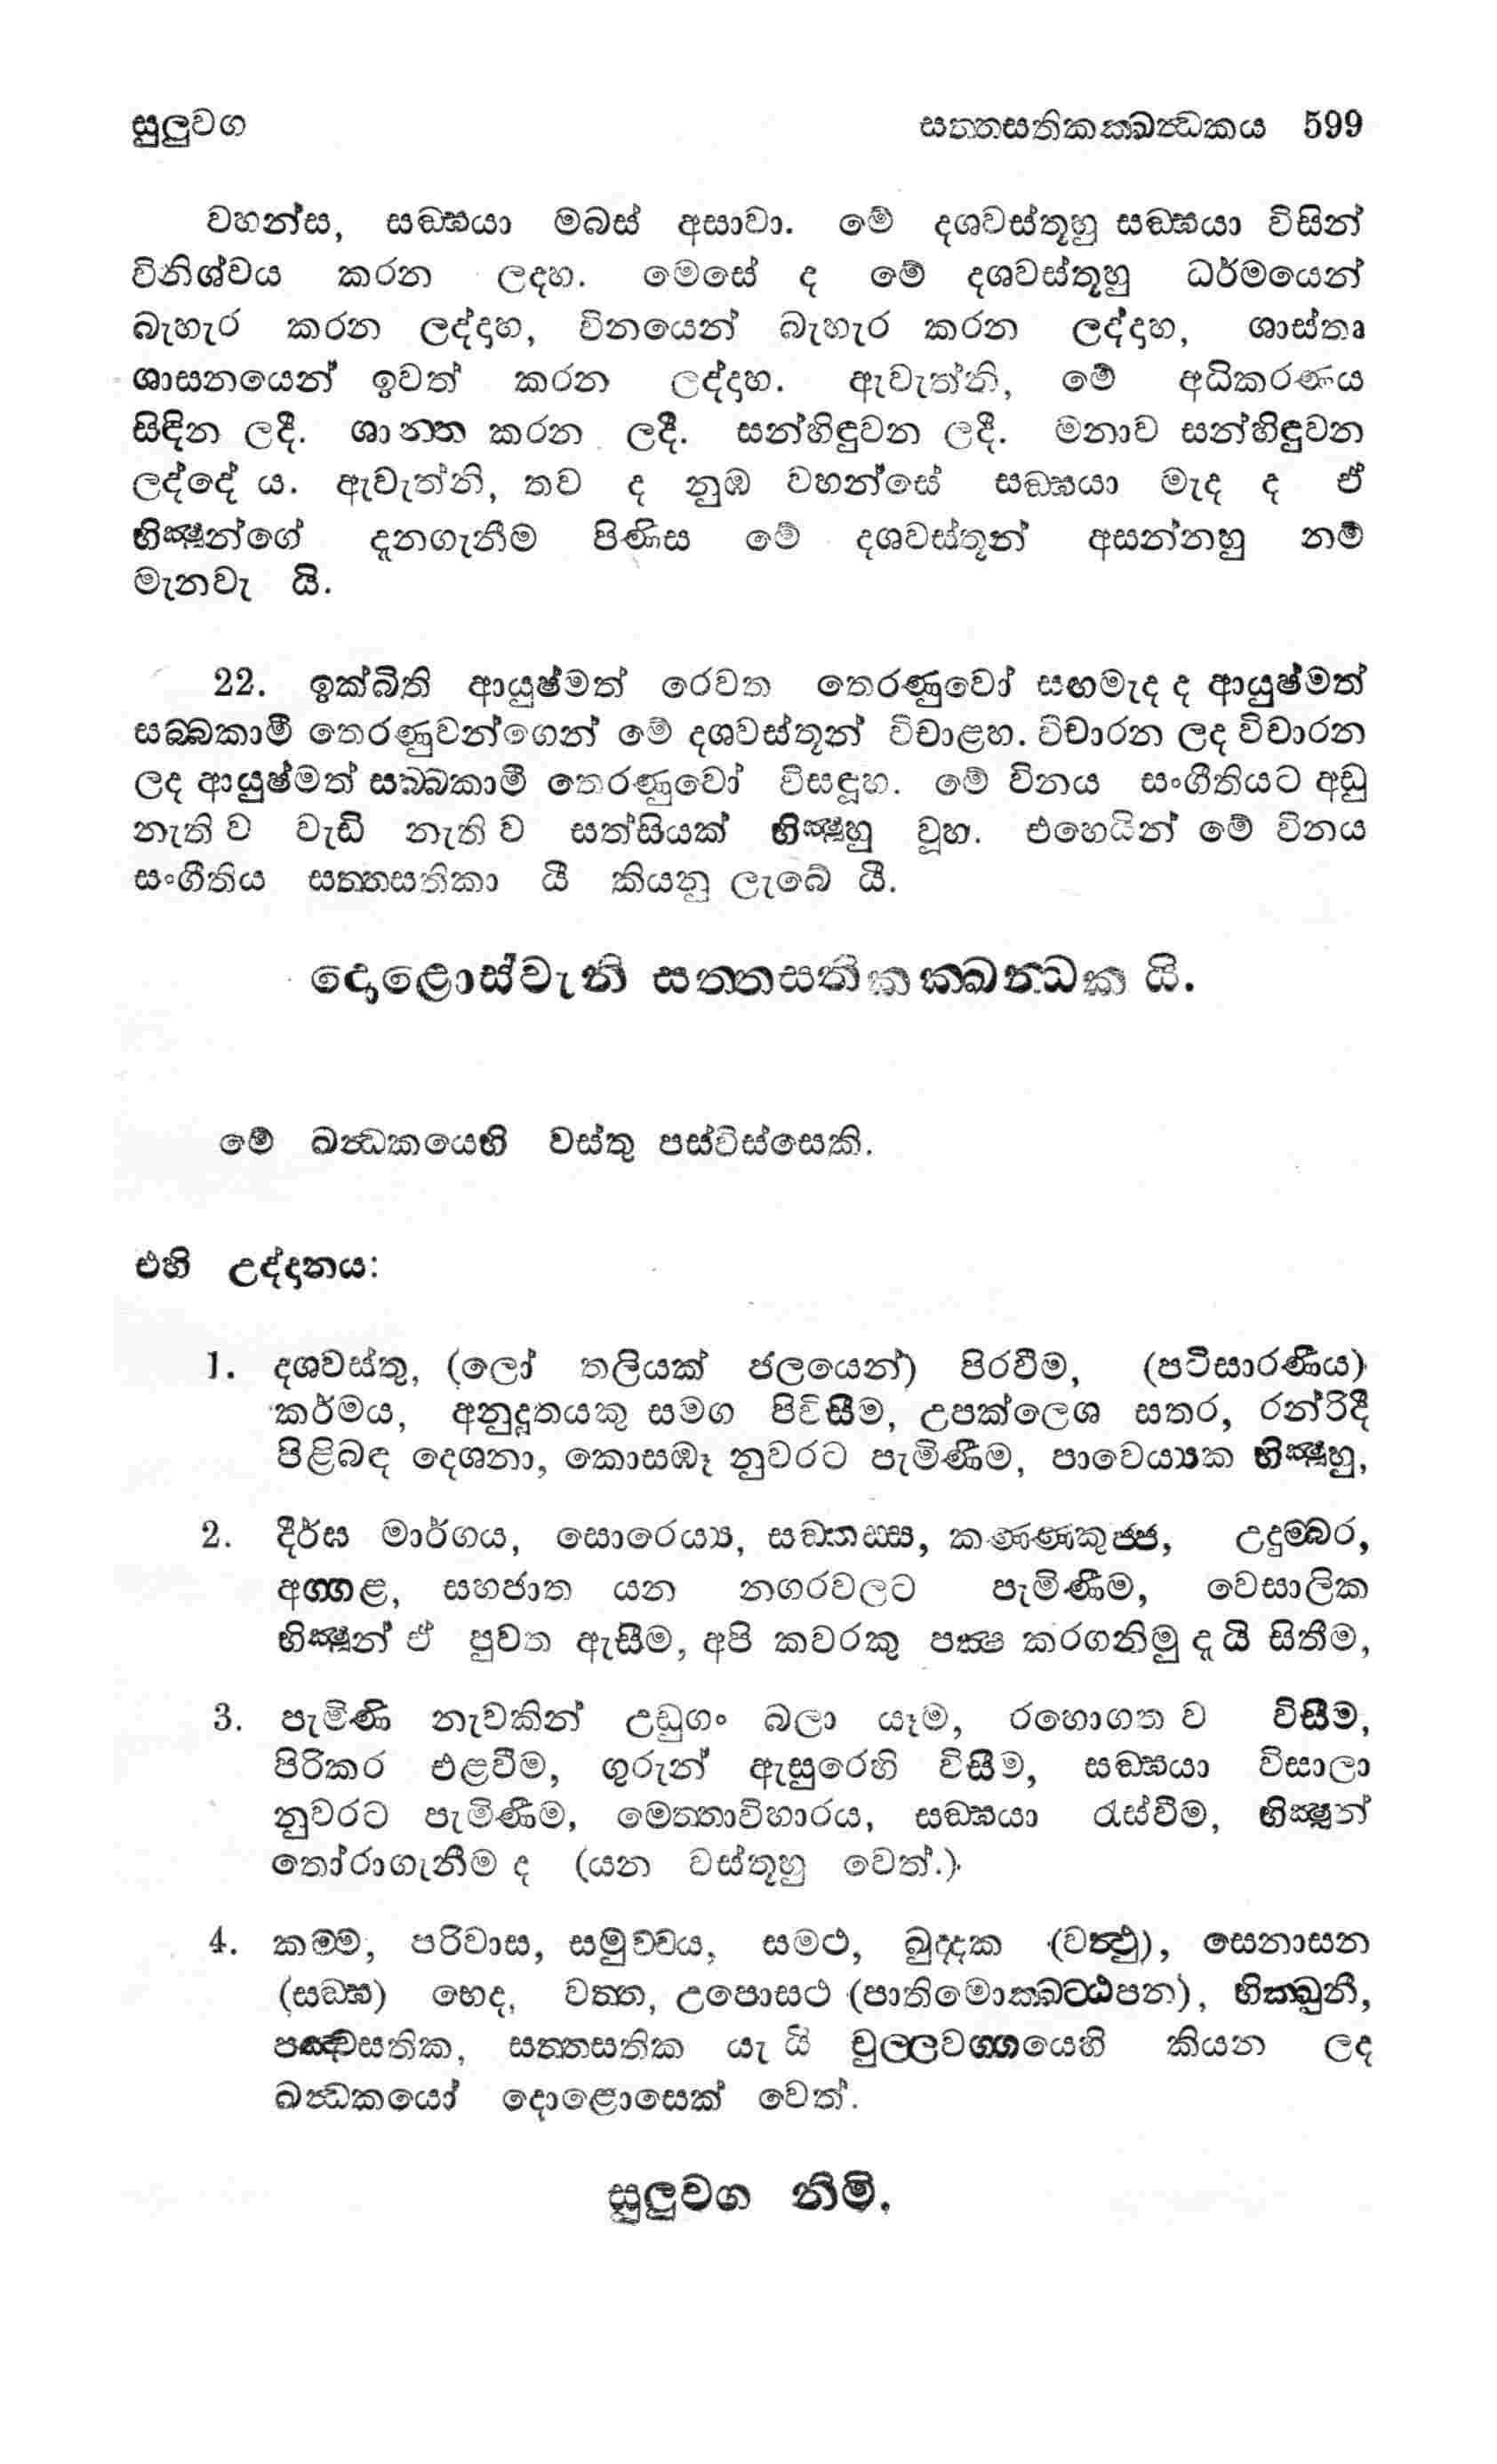 සුලුවග සත්තසතිකක්ඛන්ධකය 599
වහන්ස, සඞ්ඝයා මබස් අසාවා. මේ දශවස්තූහු සඞ්ඝයා විසින්
විනිශ්චය කරන ලදහ. මෙසේ ද මේ දශවස්තූහු ධර්මයෙන්
බැහැර කරන ලද්දාහ, විනයෙන් බැහැර කරන ලද්දාහ, ශාස්තෘ
ශාසනයෙන් ඉවත් කරන ලද්දාහ. ඇවැත්නි, මේ අධිකරණය
සිඳින ලදී. ශාන්ත කරන ලදී. සන්හිඳුවන ලදී. මනාව සන්හිඳුවන
ලද්දේ ය. ඇවැත්නි, තව ද නුඹ වහන්සේ සඞ්ඝයා මැද ද ඒ
භික්ෂූන්ගේ දැනගැනීම පිණිස මේ දශවස්තූන් අසන්නහු නම්
මැනවැ යි.
22. ඉක්බිති ආයුෂ්මත් රෙවත තෙරණුවෝ සඟමැද ද ආයුෂ්මත්
සබ්බකාමී තෙරණුවන්ගෙන් මේ දශවස්තූන් විචාළහ. විචාරන ලද විචාරන
ලද ආයුෂ්මත් සබ්බකාමී තෙරණුවෝ විසඳූහ. මේ විනය සංගීතියට අඩු
නැති ව වැඩි නැති ව සත්සියක් භික්ෂූහු වූහ. එහෙයින් මේ විනය
සංගීතිය සත්තසතිකා යී කියනු ලැබේ යී.
දොළොස්වැනි සත්තසතිකක්ඛන්ධක යි.
මේ ඛන්ධකයෙහි වස්තු පස්විස්සෙකි.
එහි උද්දානය:
1. දශවස්තු, (ලෝ තලියක් ජලයෙන්) පිරවීම, (පටිසාරණීය)
කර්මය, අනුදූතයකු සමග පිවිසීම, උපක්ලෙශ සතර, රන්රිදී
පිළිබඳ දෙශනා, කොසඹෑ නුවරට පැමිණීම, පාවෙය්‍යක භික්ෂූහු,
2. දීර්ඝ මාර්ගය, සොරෙය්‍ය, සඞ්කස්ස, කණ්ණකුජ්ජ, උදුම්බර,
අග්ගළ, සහජාත යන නගරවලට පැමිණීම, වෙසාලික
භික්ෂූන් ඒ පුවත ඇසීම, අපි කවරකු පක්ෂ කරගනිමු දැ යි සිතීම,
3. පැමිණි නැවකින් උඩුගං බලා යෑම, රහොගත ව විසීම,
පිරිකර එළවීම, ගුරුන් ඇසුරෙහි විසීම, සඞ්ඝයා විසාලා
නුවරට පැමිණීම, මෙත්තාවිහාරය, සඞ්ඝයා රැස්වීම, භික්ෂූන්
තෝරාගැනීම ද (යන වස්තූහු වෙත්.)
4. කම්ම, පරිවාස, සමුච්චය, සමථ, ඛුද්දක (වත්ථු), සෙනාසන
(සඞ්ඝ) භෙද, වත්ත, උපොසථ (පාතිමොක්ඛට්ඨපන), භික්ඛුනී,
පඤ්චසතික, සත්තසතික යැ යි චුල්ලවග්ගයෙහි කියන ලද
ඛන්ධකයෝ දොළොසෙක් වෙත්.
සුලුවග නිමි.